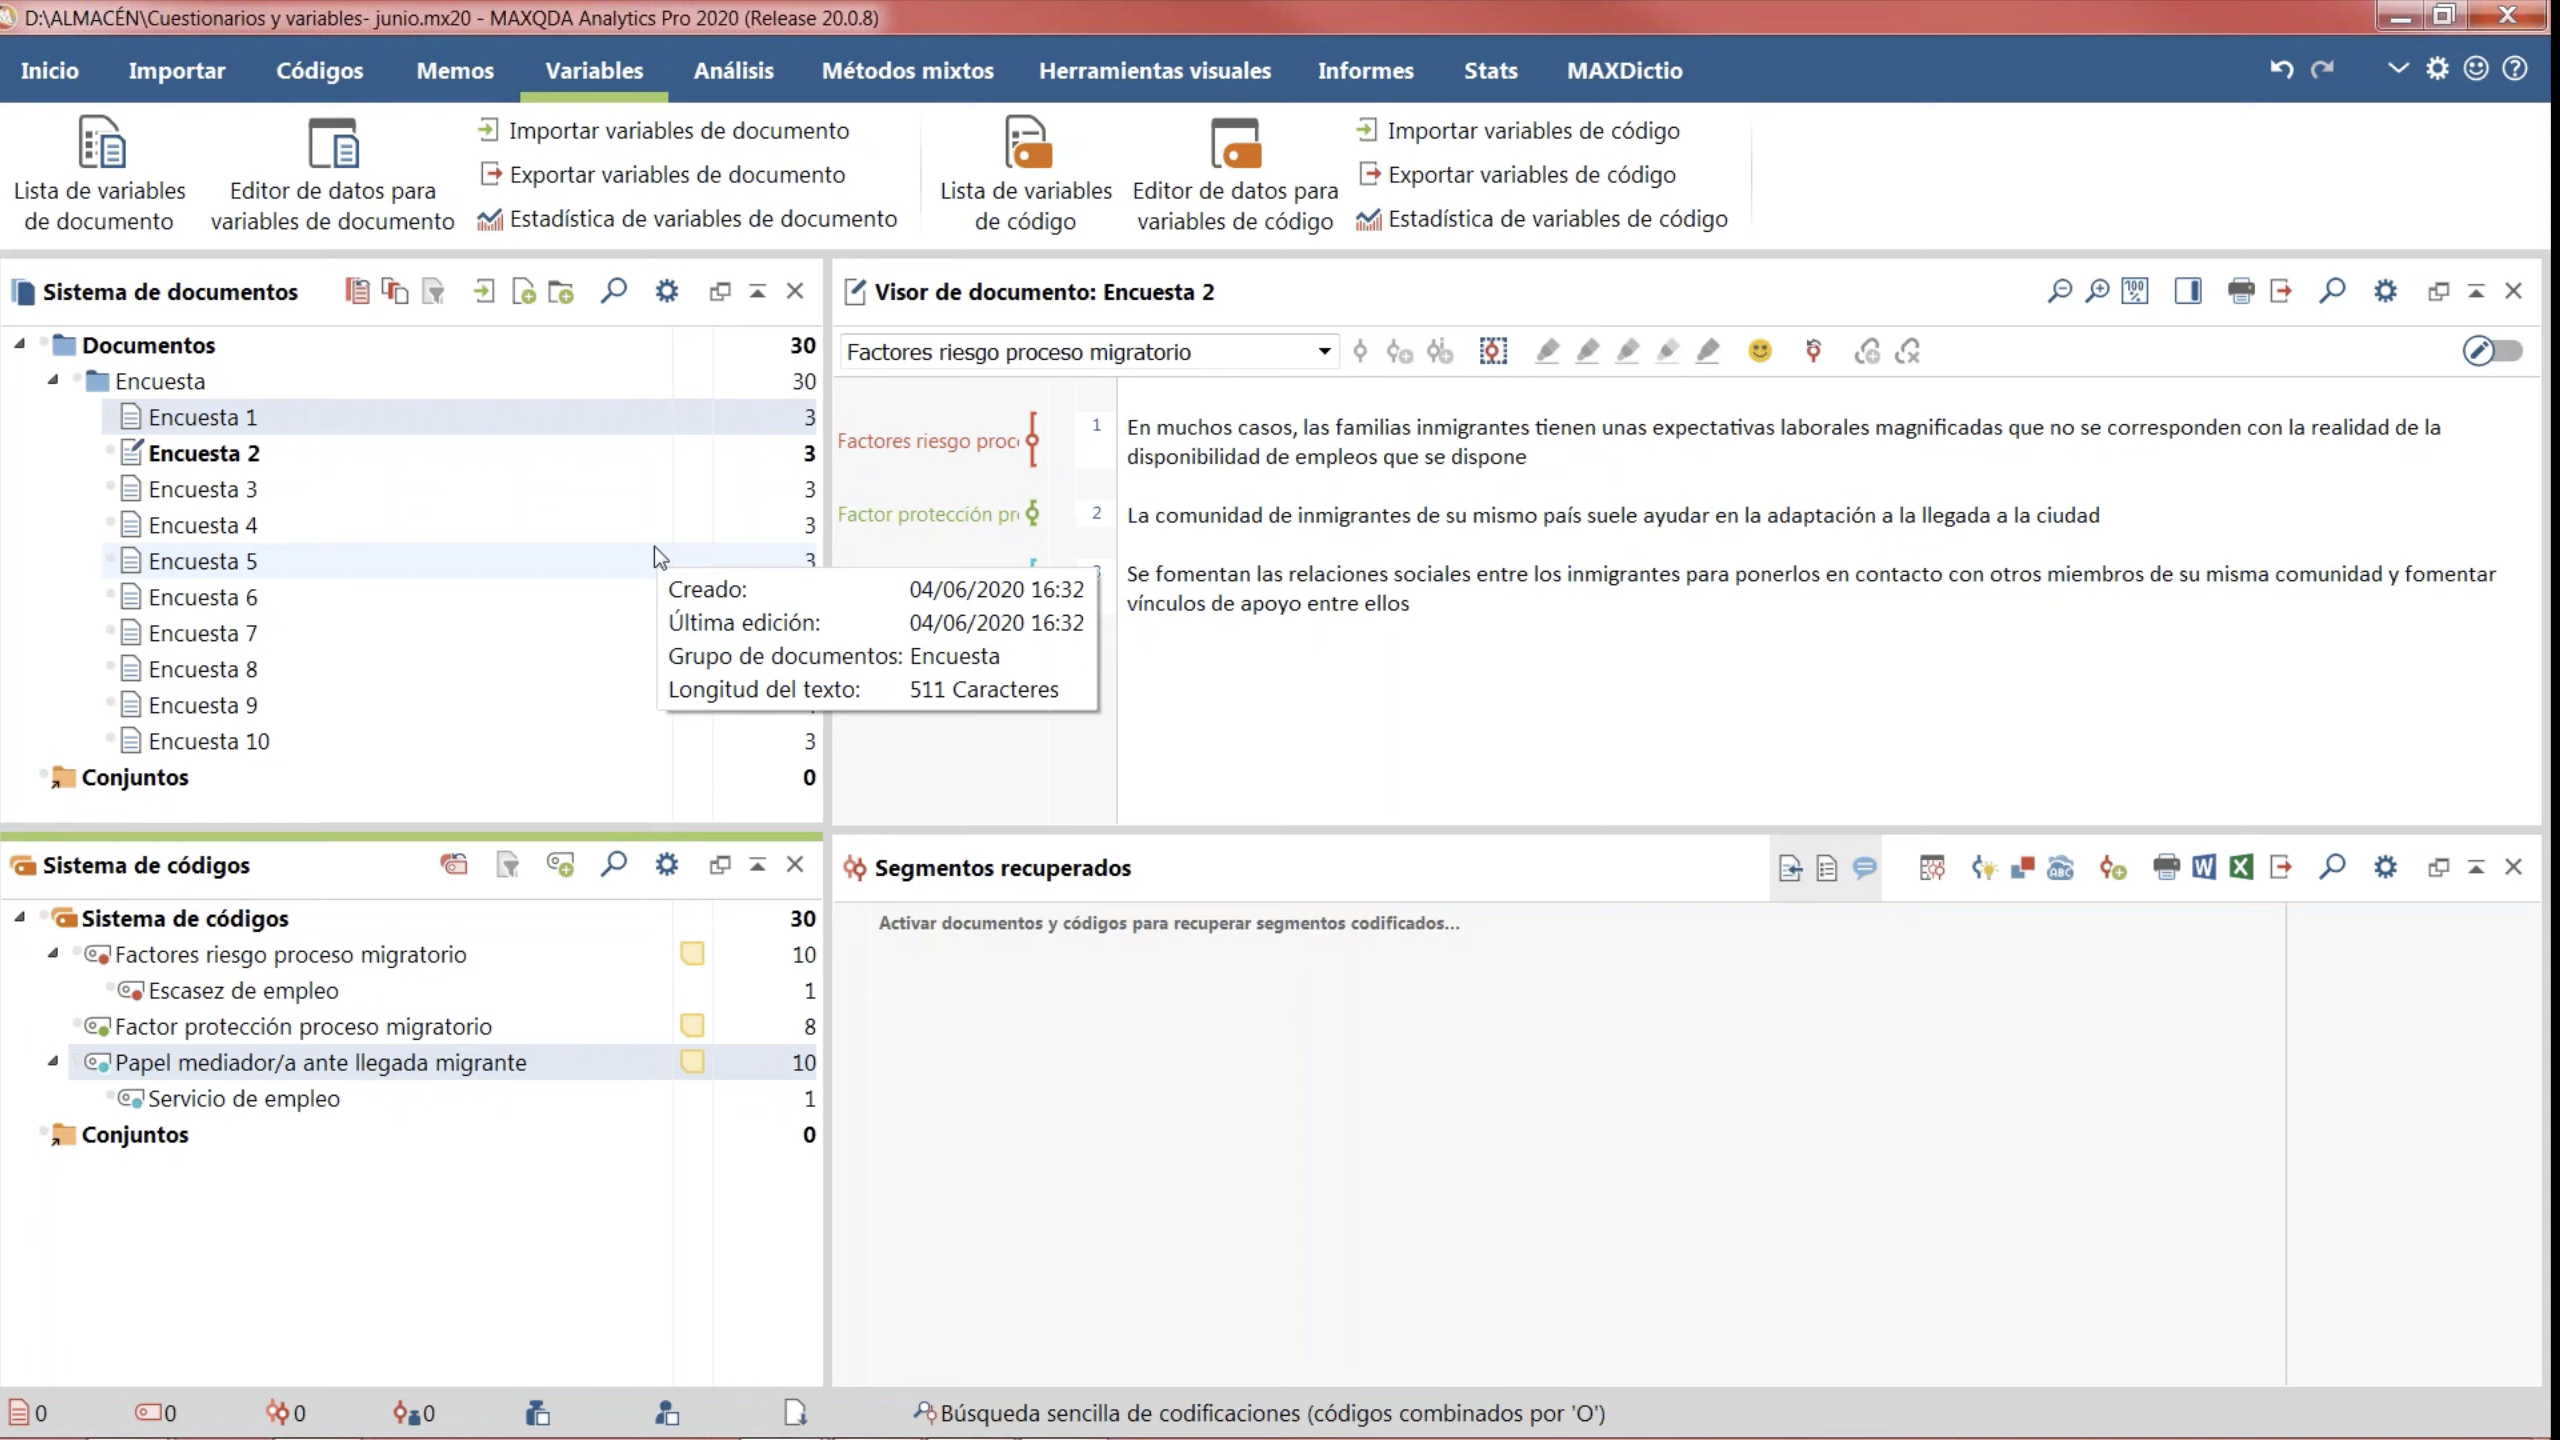 D:\ALMACÉN\Cuestionarios y variables- junio.mx20 - MAXQDA Analytics Pro 2020 (Release 20.0.8)
Inicio Importar Códigos Memos Variables Análisis Métodos mixtos Herramientas visuales Informes Stats MAXDictio
Lista de variables
de documento
Editor de datos para
variables de documento
Importar variables de documento
Exportar variables de documento
Estadística de variables de documento
Lista de variables
de código
Editor de datos para
variables de código
Importar variables de código
Exportar variables de código
Estadística de variables de código
Sistema de documentos
Documentos 30
Encuesta 30
Encuesta 1 3
Encuesta 2 3
Encuesta 3 3
Encuesta 4 3
Encuesta 5 3
Encuesta 6
Encuesta 7
Encuesta 8
Encuesta 9
Encuesta 10 3
Conjuntos 0
Creado: 04/06/2020 16:32
Última edición: 04/06/2020 16:32
Grupo de documentos: Encuesta
Longitud del texto: 511 Caracteres
Visor de documento: Encuesta 2
100 %
Factores riesgo proceso migratorio
Factores riesgo proc
1 En muchos casos, las familias inmigrantes tienen unas expectativas laborales magnificadas que no se corresponden con la realidad de la
disponibilidad de empleos que se dispone
Factor protección pr
2 La comunidad de inmigrantes de su mismo país suele ayudar en la adaptación a la llegada a la ciudad
Se fomentan las relaciones sociales entre los inmigrantes para ponerlos en contacto con otros miembros de su misma comunidad y fomentar
vínculos de apoyo entre ellos
Sistema de códigos
Sistema de códigos 30
Factores riesgo proceso migratorio 10
Escasez de empleo 1
Factor protección proceso migratorio 8
Papel mediador/a ante llegada migrante 10
Servicio de empleo 1
Conjuntos 0
Segmentos recuperados
ABC W X
Activar documentos y códigos para recuperar segmentos codificados...
0 0 0 0
Búsqueda sencilla de codificaciones (códigos combinados por 'O')